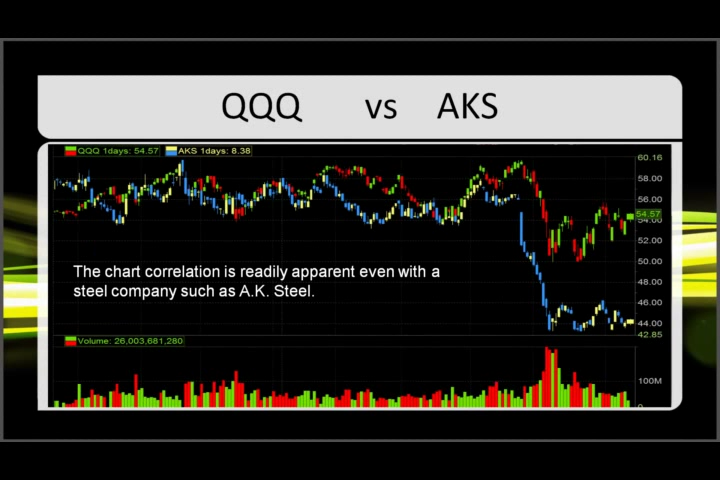 QQQ vs AKS
QQQ 1days: 54.57 AKS 1days: 8.38
60.16
58.00
56.00
54.57
54.00
52.00
50.00
48.00
46.00
44.00
42.85
The chart correlation is readily apparent even with a
steel company such as A.K. Steel.
Volume: 26,003,681,280
100M
0